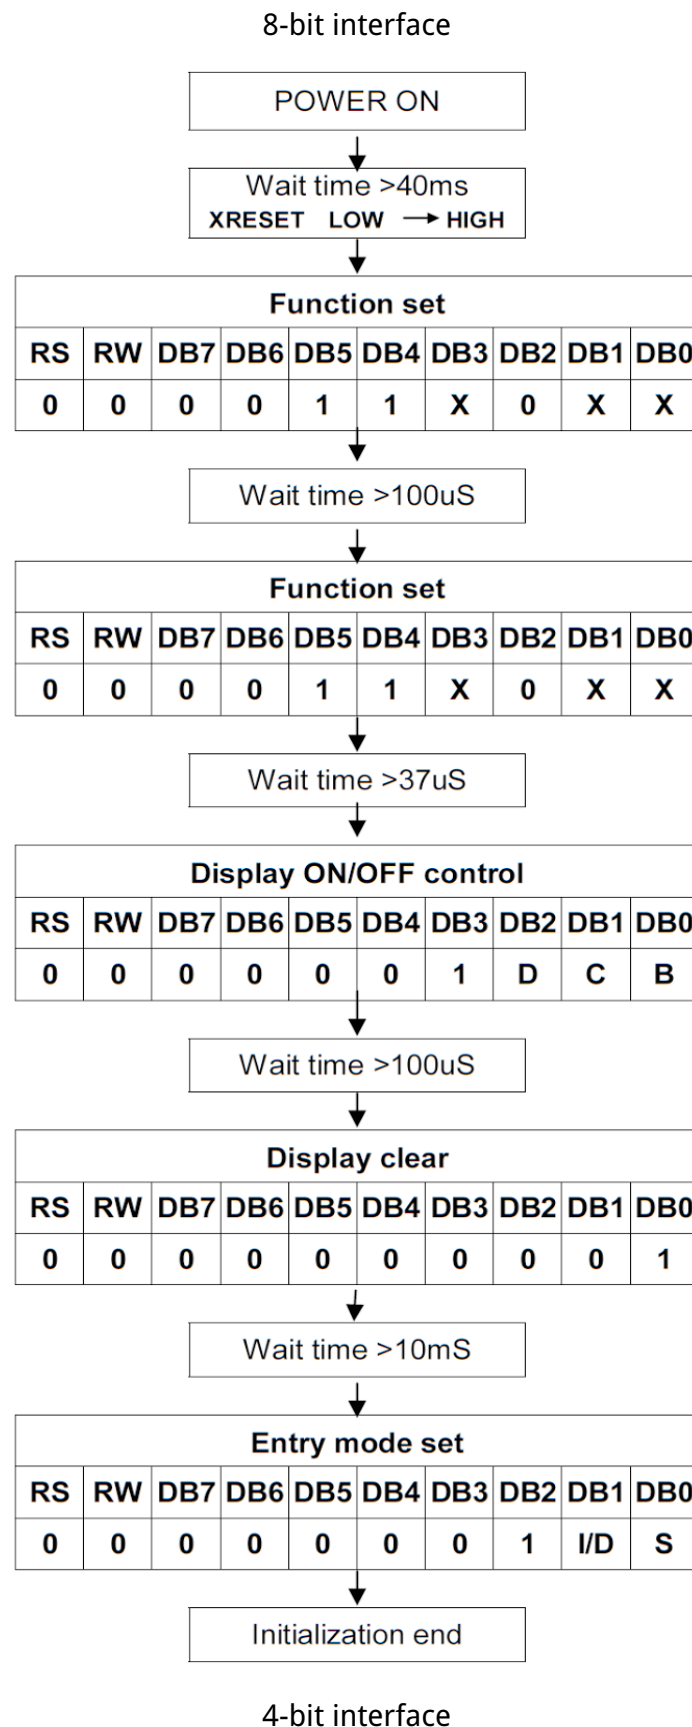 8-bit interface
POWER ON
Wait time >40ms
XRESET LOW → HIGH
Function set
RS RW DB7 DB6 DB5 DB4 DB3 DB2 DB1 DB0
0 0 0 0 1 1 X 0 X X
Wait time >100uS
Function set
RS RW DB7 DB6 DB5 DB4 DB3 DB2 DB1 DB0
0 0 0 0 1 1 X 0 X X
Wait time >37uS
Display ON/OFF control
RS RW DB7 DB6 DB5 DB4 DB3 DB2 DB1 DB0
0 0 0 0 0 0 1 D C B
Wait time >100uS
Display clear
RS RW DB7 DB6 DB5 DB4 DB3 DB2 DB1 DB0
0 0 0 0 0 0 0 0 0 1
Wait time >10mS
Entry mode set
RS RW DB7 DB6 DB5 DB4 DB3 DB2 DB1 DB0
0 0 0 0 0 0 0 1 I/D S
Initialization end
4-bit interface